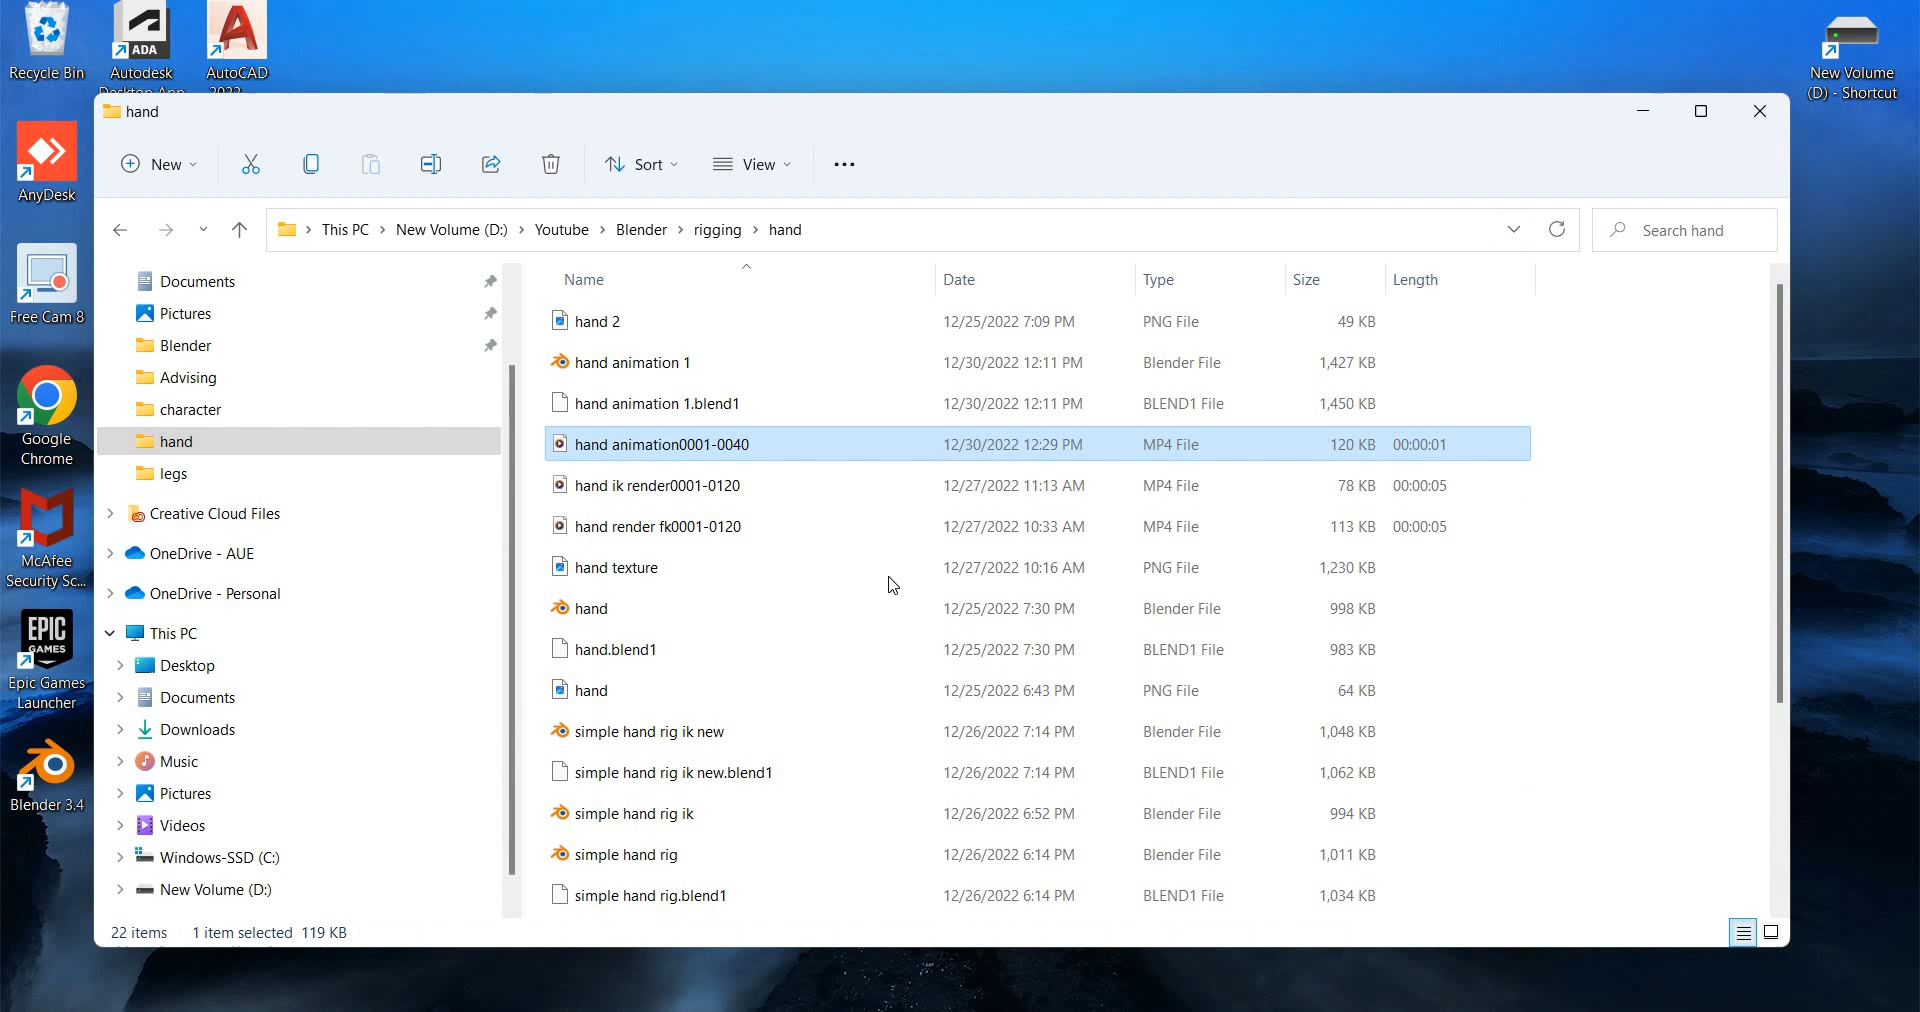 Recycle Bin
Autodesk
Desktop App
AutoCAD
2022
ADA
New Volume
(D) - Shortcut
AnyDesk
Free Cam 8
Google
Chrome
McAfee
Security Sc...
EPIC
GAMES
Epic Games
Launcher
Blender 3.4
hand
New
Sort
View
This PC
New Volume (D:)
Youtube
Blender
rigging
hand
Search hand
Documents
Pictures
Blender
Advising
character
hand
legs
Creative Cloud Files
OneDrive - AUE
OneDrive - Personal
This PC
Desktop
Documents
Downloads
Music
Pictures
Videos
Windows-SSD (C:)
New Volume (D:)
Name Date Type Size Length
hand 2 12/25/2022 7:09 PM PNG File 49 KB
hand animation 1 12/30/2022 12:11 PM Blender File 1,427 KB
hand animation 1.blend1 12/30/2022 12:11 PM BLEND1 File 1,450 KB
hand animation0001-0040 12/30/2022 12:29 PM MP4 File 120 KB 00:00:01
hand ik render0001-0120 12/27/2022 11:13 AM MP4 File 78 KB 00:00:05
hand render fk0001-0120 12/27/2022 10:33 AM MP4 File 113 KB 00:00:05
hand texture 12/27/2022 10:16 AM PNG File 1,230 KB
hand 12/25/2022 7:30 PM Blender File 998 KB
hand.blend1 12/25/2022 7:30 PM BLEND1 File 983 KB
hand 12/25/2022 6:43 PM PNG File 64 KB
simple hand rig ik new 12/26/2022 7:14 PM Blender File 1,048 KB
simple hand rig ik new.blend1 12/26/2022 7:14 PM BLEND1 File 1,062 KB
simple hand rig ik 12/26/2022 6:52 PM Blender File 994 KB
simple hand rig 12/26/2022 6:14 PM Blender File 1,011 KB
simple hand rig.blend1 12/26/2022 6:14 PM BLEND1 File 1,034 KB
22 items 1 item selected 119 KB